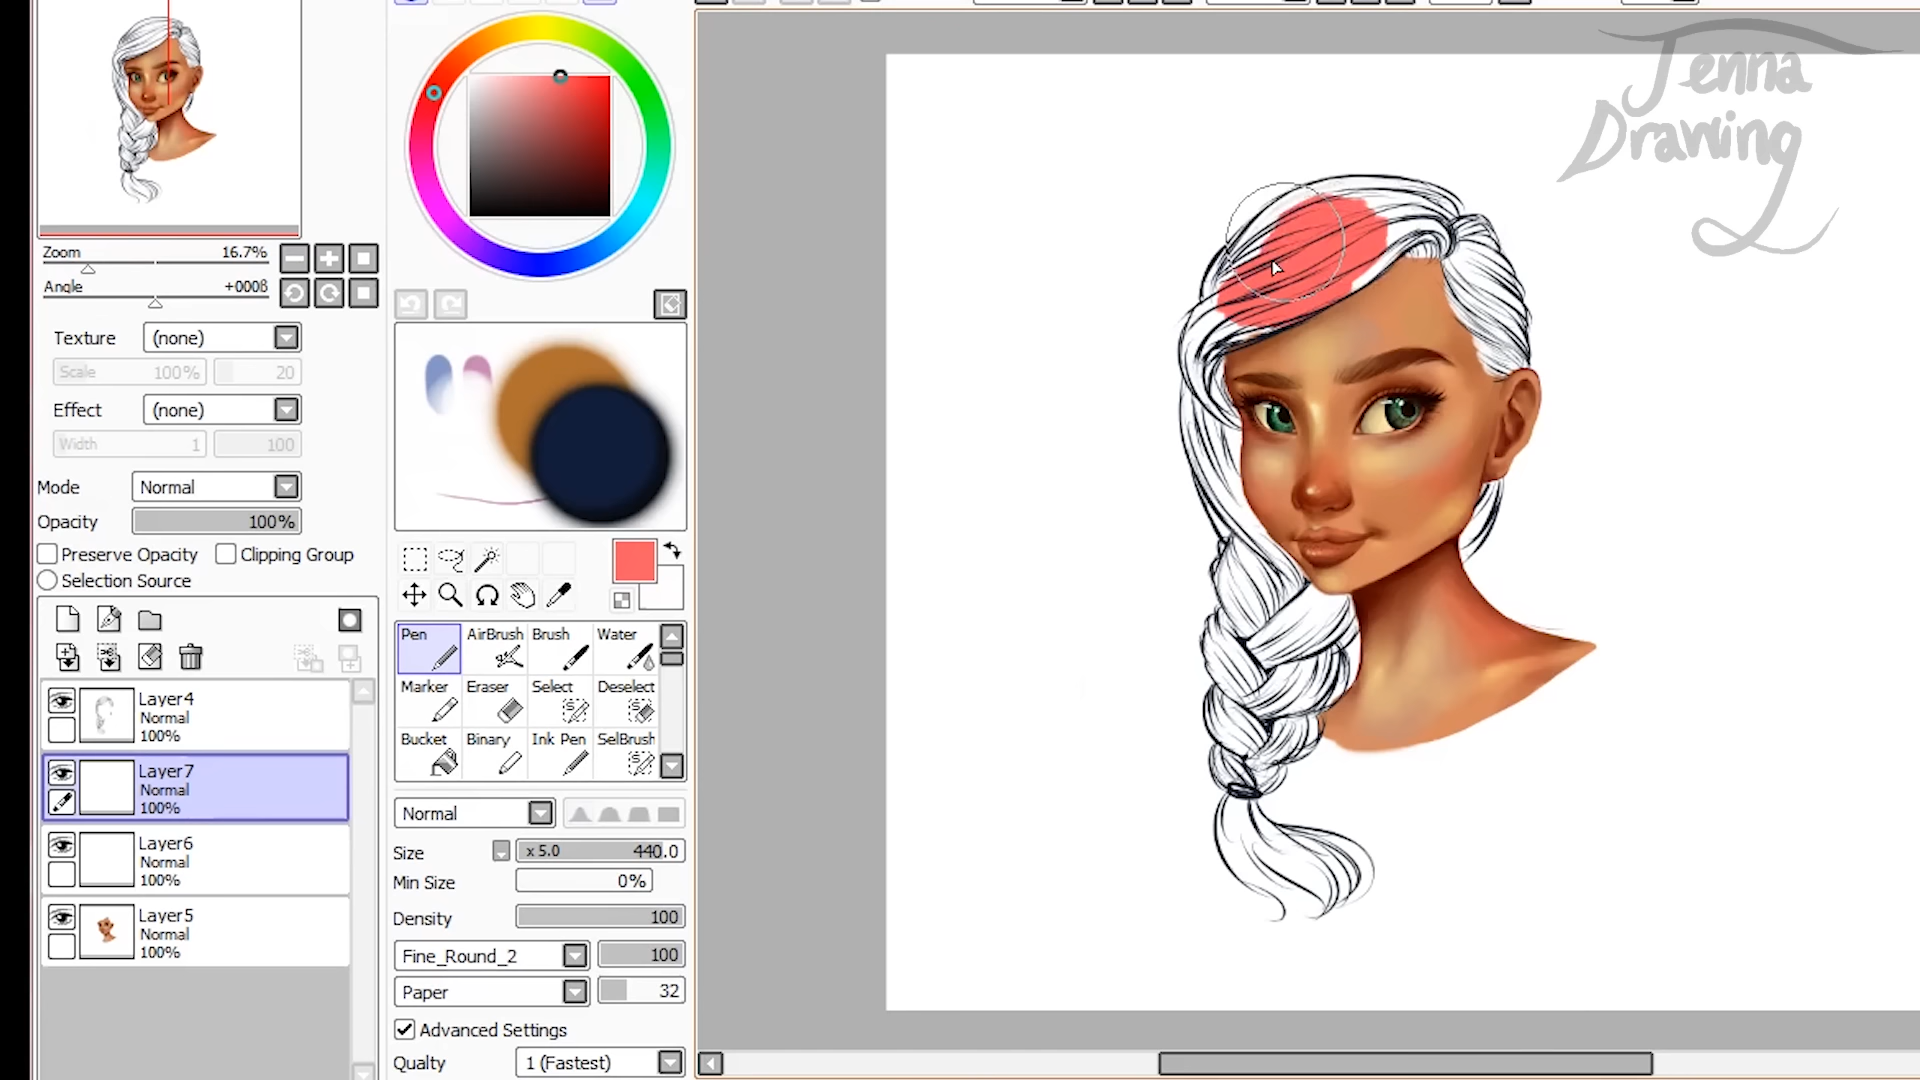 Jenna
Drawing
Zoom 16.7%
Angle +0008
Texture (none)
Scale 100% 20
Effect (none)
Width 1 100
Mode Normal
Opacity 100%
Preserve Opacity Clipping Group
Selection Source
Layer4
Normal
100%
Layer7
Normal
100%
Layer6
Normal
100%
Layer5
Normal
100%
Pen AirBrush Brush Water
Marker Eraser Select Deselect
Bucket Binary Ink Pen SelBrush
Normal
Size x 5.0 440.0
Min Size 0%
Density 100
Fine_Round_2 100
Paper 32
Advanced Settings
Qualty 1 (Fastest)